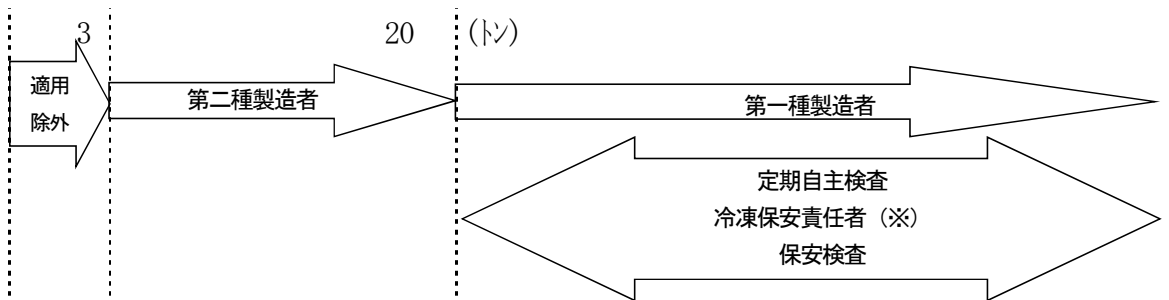 3
20
(トン)
適用
除外
第二種製造者
第一種製造者
定期自主検査
冷凍保安責任者（※）
保安検査